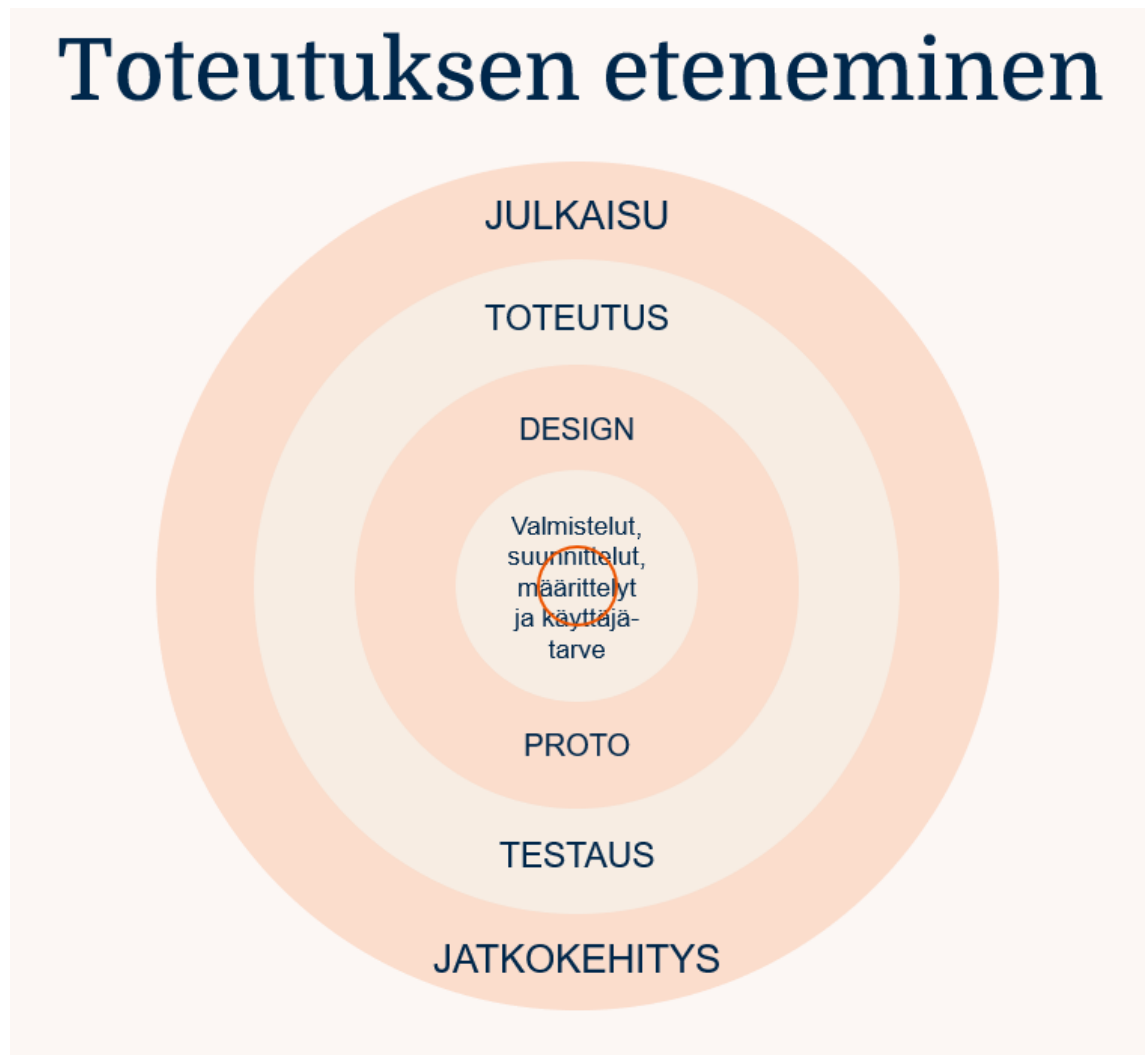 Toteutuksen eteneminen
JULKAISU
TOTEUTUS
DESIGN
Valmistelut,
suunnittelut,
määrittelyt
ja käyttäjä-
tarve
PROTO
TESTAUS
JATKOKEHITYS